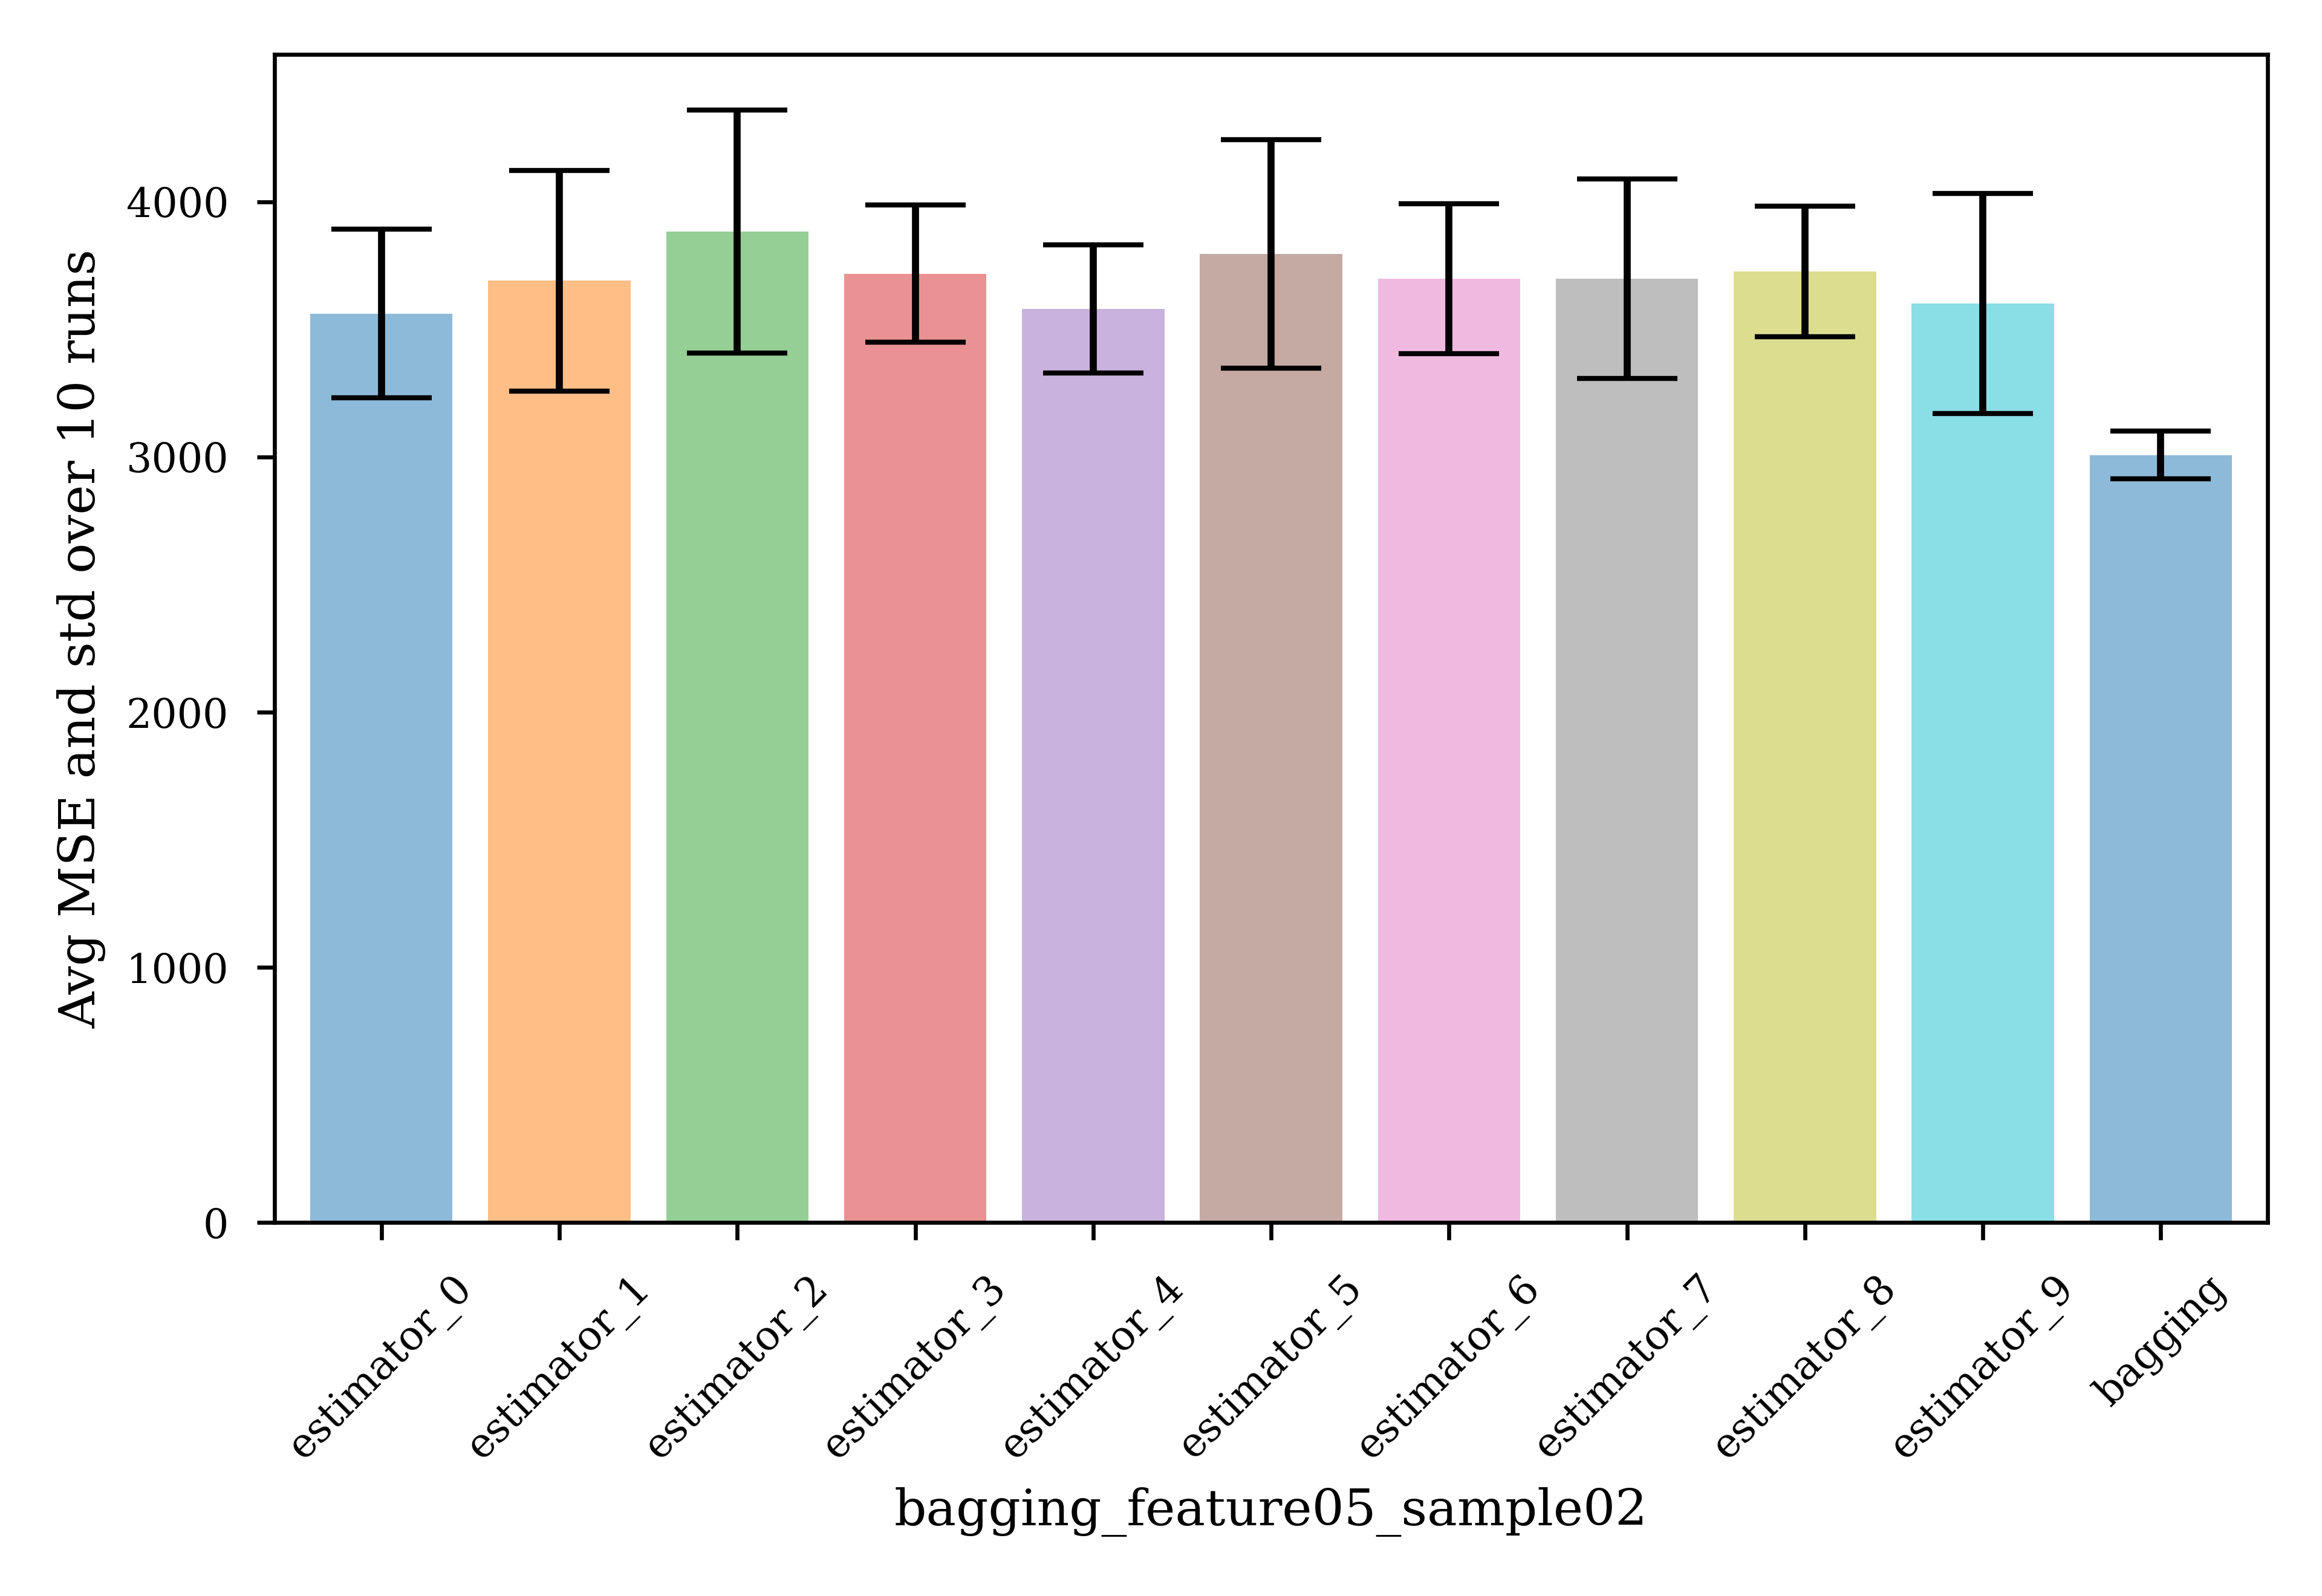 Avg MSE and std over 10 runs
4000
3000
2000
1000
0
estimator_0
estimator_1
estimator_2
estimator_3
estimator_4
estimator_5
estimator_6
estimator_7
estimator_8
estimator_9
bagging
bagging_feature05_sample02